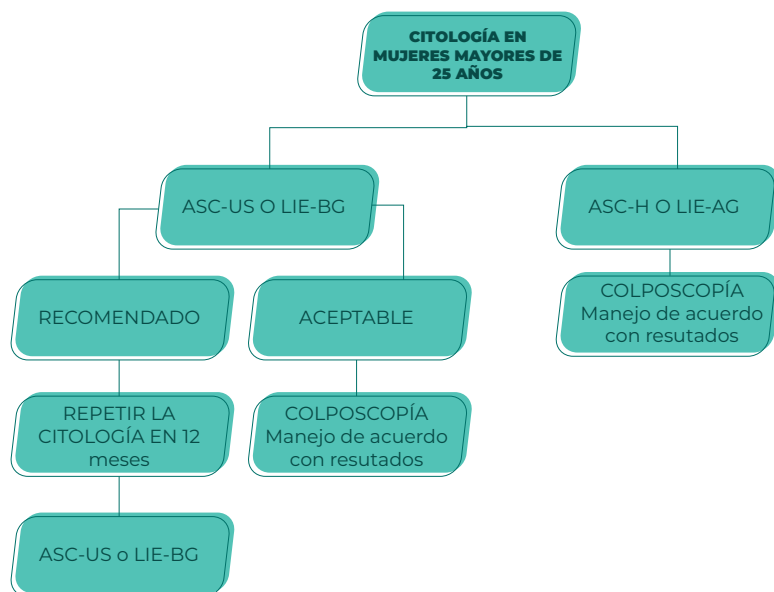 CITOLOGÍA EN
MUJERES MAYORES DE
25 AÑOS
ASC-US O LIE-BG
ASC-H O LIE-AG
RECOMENDADO
ACEPTABLE
COLPOSCOPÍA
Manejo de acuerdo
con resutados
REPETIR LA
CITOLOGÍA EN 12
meses
COLPOSCOPÍA
Manejo de acuerdo
con resutados
ASC-US o LIE-BG